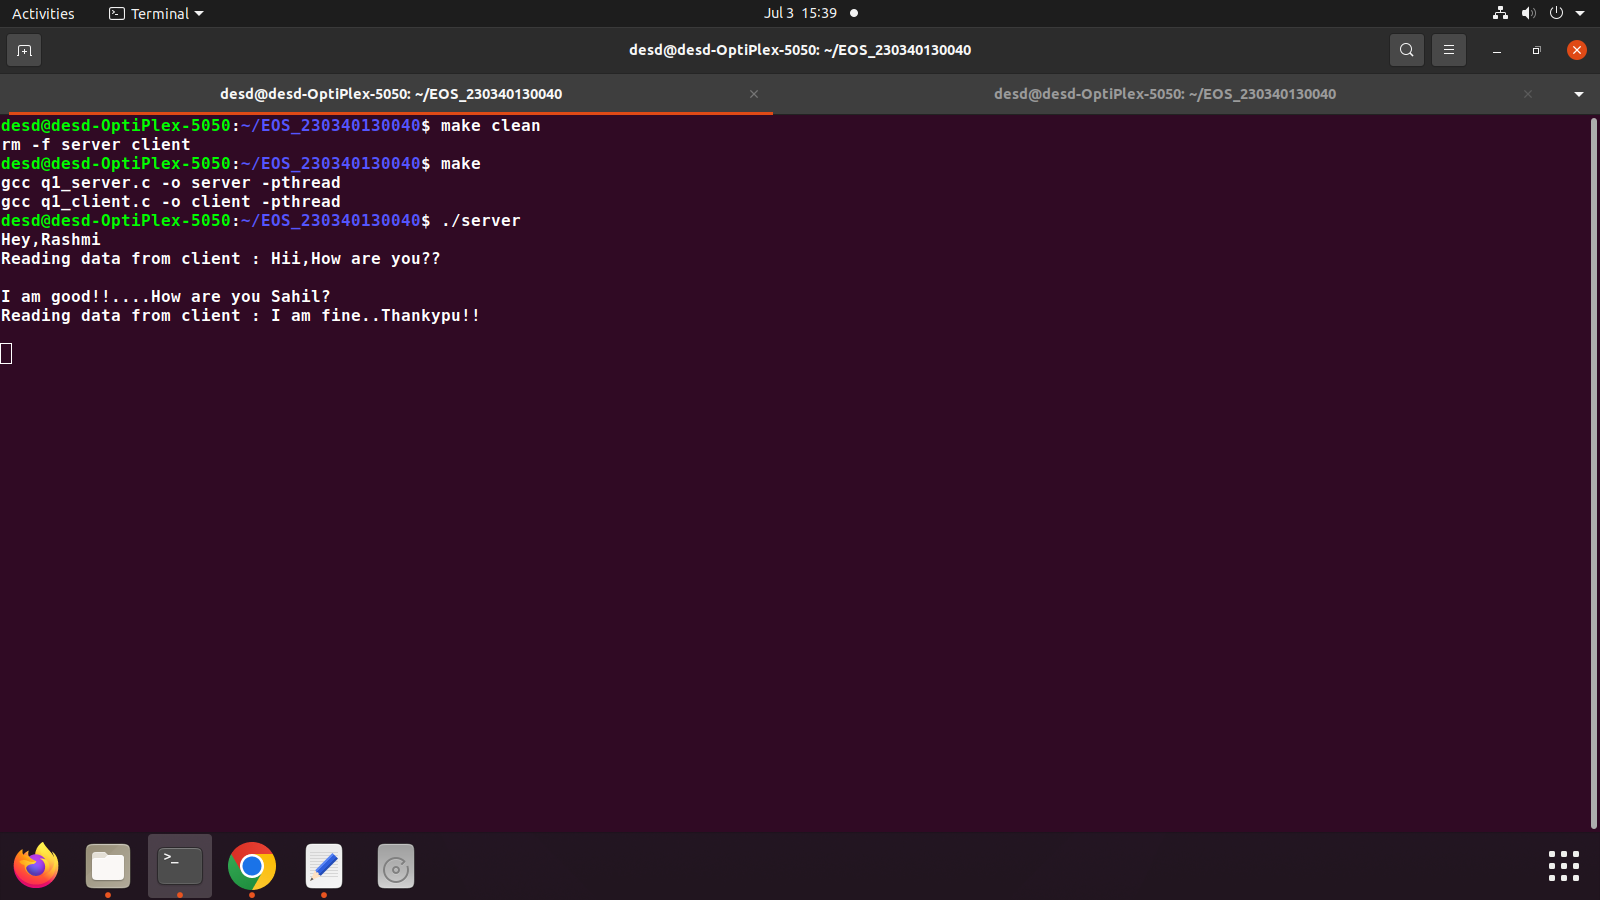 Activities
Terminal
Jul 3 15:39
desd@desd-OptiPlex-5050: ~/EOS_230340130040
desd@desd-OptiPlex-5050: ~/EOS_230340130040
desd@desd-OptiPlex-5050: ~/EOS_230340130040
desd@desd-OptiPlex-5050:~/EOS_230340130040$ make clean
rm -f server client
desd@desd-OptiPlex-5050:~/EOS_230340130040$ make
gcc q1_server.c -o server -pthread
gcc q1_client.c -o client -pthread
desd@desd-OptiPlex-5050:~/EOS_230340130040$ ./server
Hey,Rashmi
Reading data from client : Hii,How are you??
I am good!!....How are you Sahil?
Reading data from client : I am fine..Thankypu!!